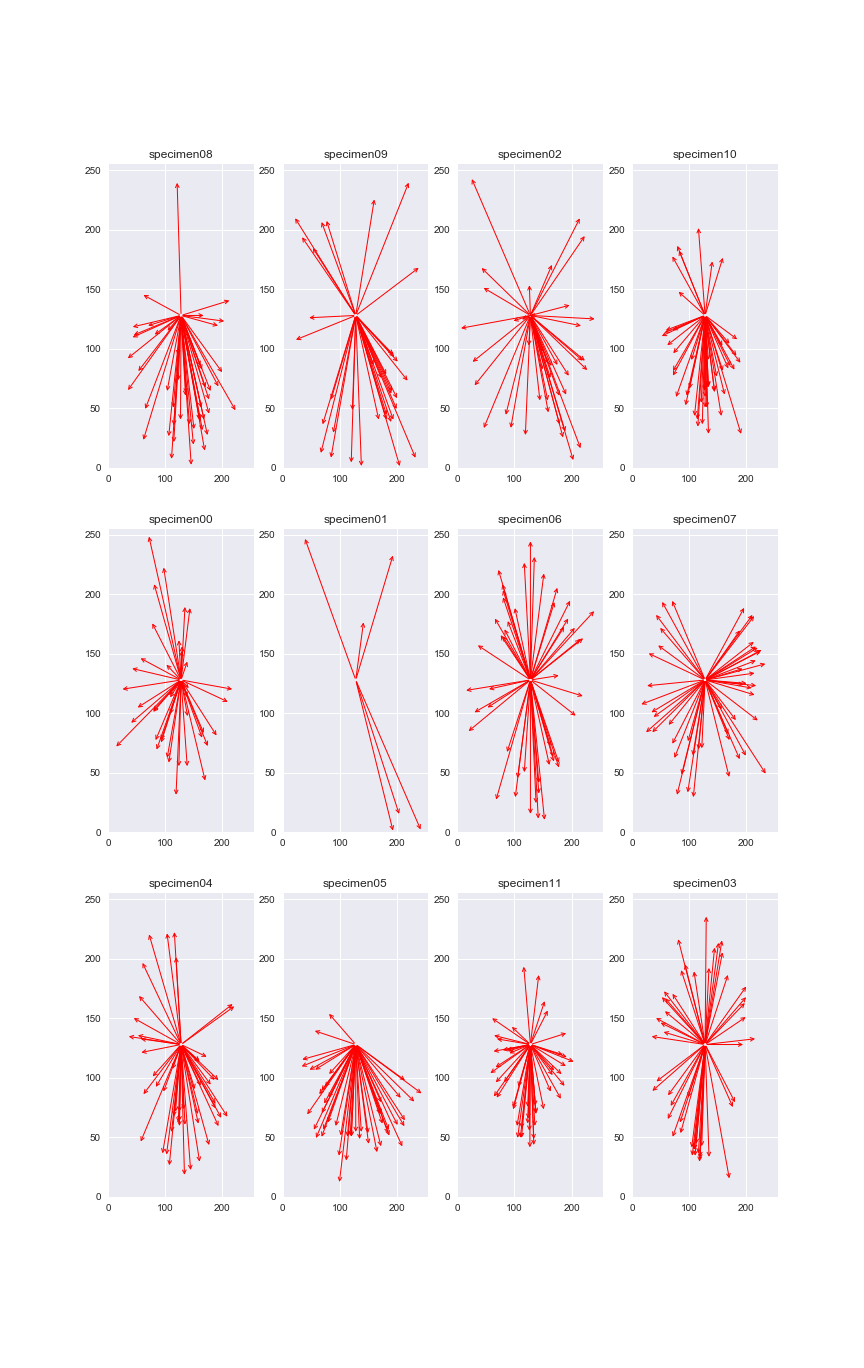 specimen08 specimen09 specimen02 specimen10
250 250 250 250
200 200 200 200
150 150 150 150
100 100 100 100
50 50 50 50
0 0 0 0
0 100 200 0 100 200 0 100 200 0 100 200
specimen00 specimen01 specimen06 specimen07
250 250 250 250
200 200 200 200
150 150 150 150
100 100 100 100
50 50 50 50
0 0 0 0
0 100 200 0 100 200 0 100 200 0 100 200
specimen04 specimen05 specimen11 specimen03
250 250 250 250
200 200 200 200
150 150 150 150
100 100 100 100
50 50 50 50
0 0 0 0
0 100 200 0 100 200 0 100 200 0 100 200